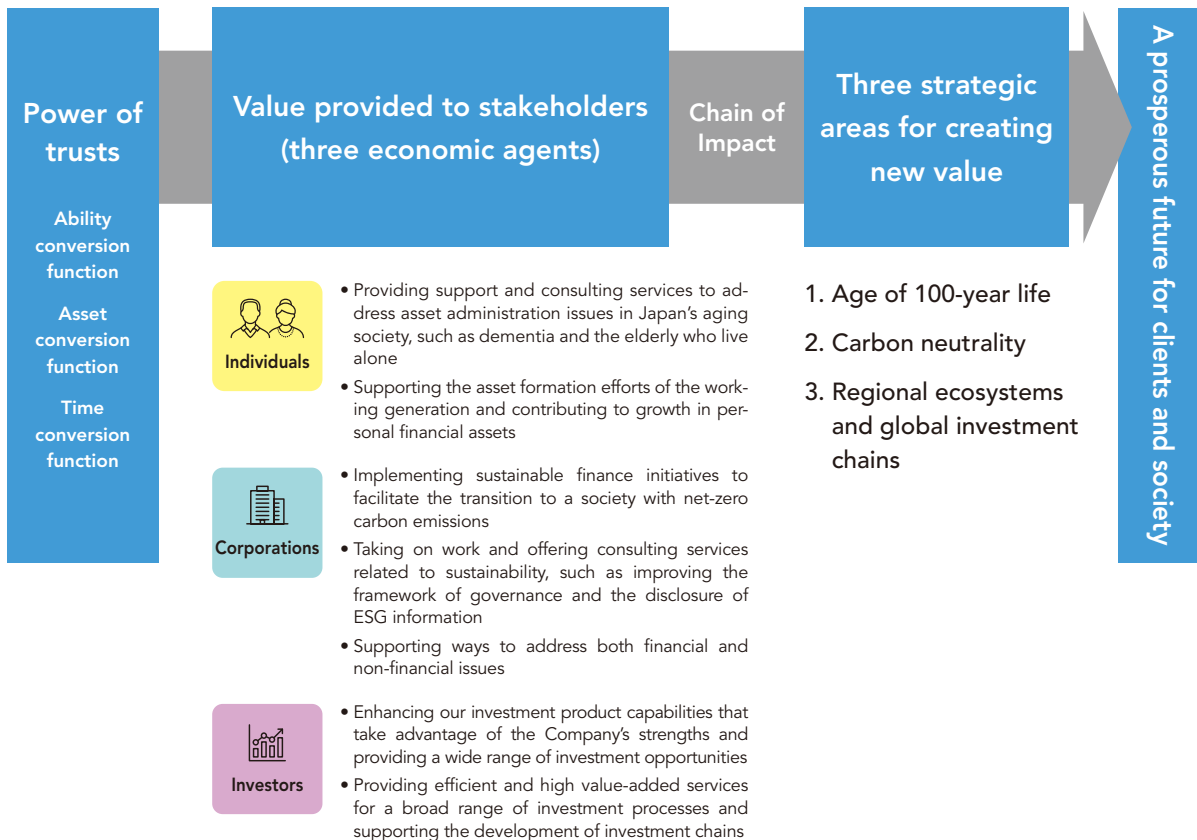 Power of
trusts
Ability
conversion
function
Asset
conversion
function
Time
conversion
function
Value provided to stakeholders
(three economic agents)
Individuals
• Providing support and consulting services to ad-
dress asset administration issues in Japan’s aging
society, such as dementia and the elderly who live
alone
• Supporting the asset formation efforts of the work-
ing generation and contributing to growth in per-
sonal financial assets
Corporations
• Implementing sustainable finance initiatives to
facilitate the transition to a society with net-zero
carbon emissions
• Taking on work and offering consulting services
related to sustainability, such as improving the
framework of governance and the disclosure of
ESG information
• Supporting ways to address both financial and
non-financial issues
Investors
• Enhancing our investment product capabilities that
take advantage of the Company’s strengths and
providing a wide range of investment opportunities
• Providing efficient and high value-added services
for a broad range of investment processes and
supporting the development of investment chains
Chain of
Impact
Three strategic
areas for creating
new value
1. Age of 100-year life
2. Carbon neutrality
3. Regional ecosystems
and global investment
chains
A prosperous future for clients and society